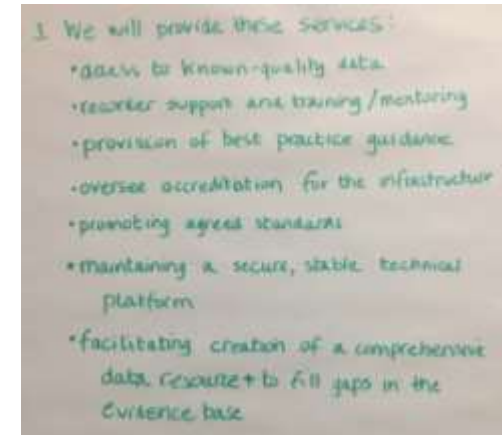 1 We will provide these services:
•access to known-quality data
•recorder support and training/mentoring
•provision of best practice guidance
•oversee accreditation for the infrastructure
•promoting agreed standards
•maintaining a secure, stable technical
platform
•facilitating creation of a comprehensive
data resource + to fill gaps in the
evidence base